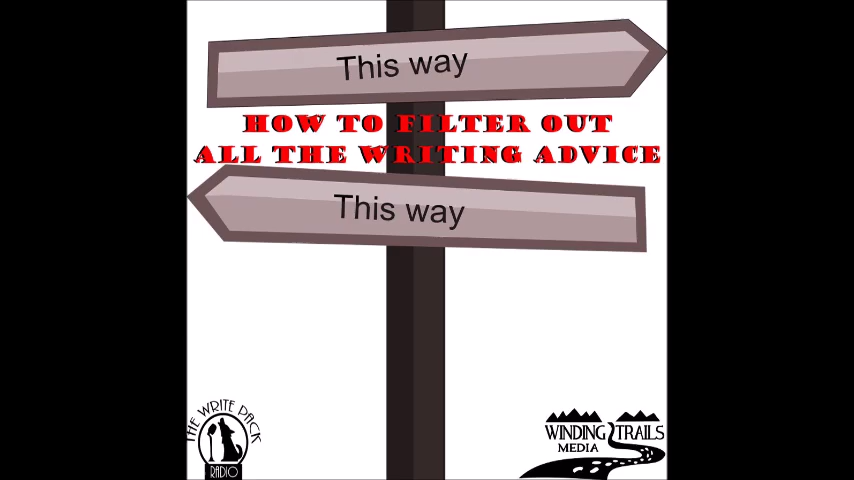 This way
HOW TO FILTER OUT
ALL THE WRITING ADVICE
This way
THE WRITE PACK
RADIO
WINDING TRAILS
MEDIA